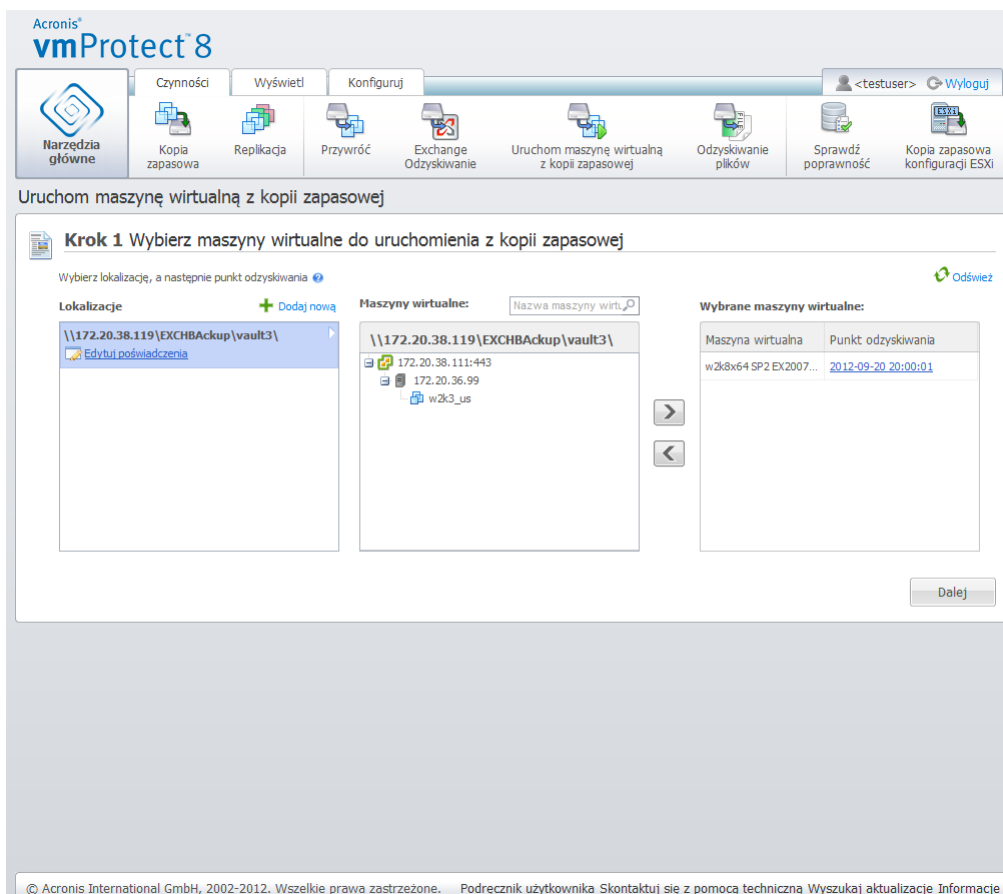 Acronis®
vmProtect™ 8
Czynności Wyświetl Konfiguruj
<testuser> Wyloguj
Narzędzia
główne
Kopia
zapasowa
Replikacja
Przywróć
Exchange
Odzyskiwanie
Uruchom maszynę wirtualną
z kopii zapasowej
Odzyskiwanie
plików
Sprawdź
poprawność
ESXi
Kopia zapasowa
konfiguracji ESXi
Uruchom maszynę wirtualną z kopii zapasowej
Krok 1 Wybierz maszyny wirtualne do uruchomienia z kopii zapasowej
Wybierz lokalizację, a następnie punkt odzyskiwania
Odśwież
Lokalizacje
Dodaj nową
\\172.20.38.119\EXCHBAckup\vault3\
Edytuj poświadczenia
Maszyny wirtualne:
Nazwa maszyny wirtu
\\172.20.38.119\EXCHBAckup\vault3\
172.20.38.111:443
172.20.36.99
w2k3_us
Wybrane maszyny wirtualne:
Maszyna wirtualna Punkt odzyskiwania
w2k8x64 SP2 EX2007... 2012-09-20 20:00:01
Dalej
© Acronis International GmbH, 2002-2012. Wszelkie prawa zastrzeżone. Podręcznik użytkownika Skontaktuj się z pomocą techniczną Wyszukaj aktualizacje Informacje